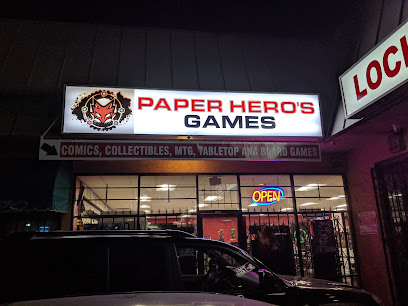 PAPER HERO'S
GAMES
COMICS, COLLECTIBLES, MTG, TABLETOP AND BOARD GAMES
OPEN
LOC